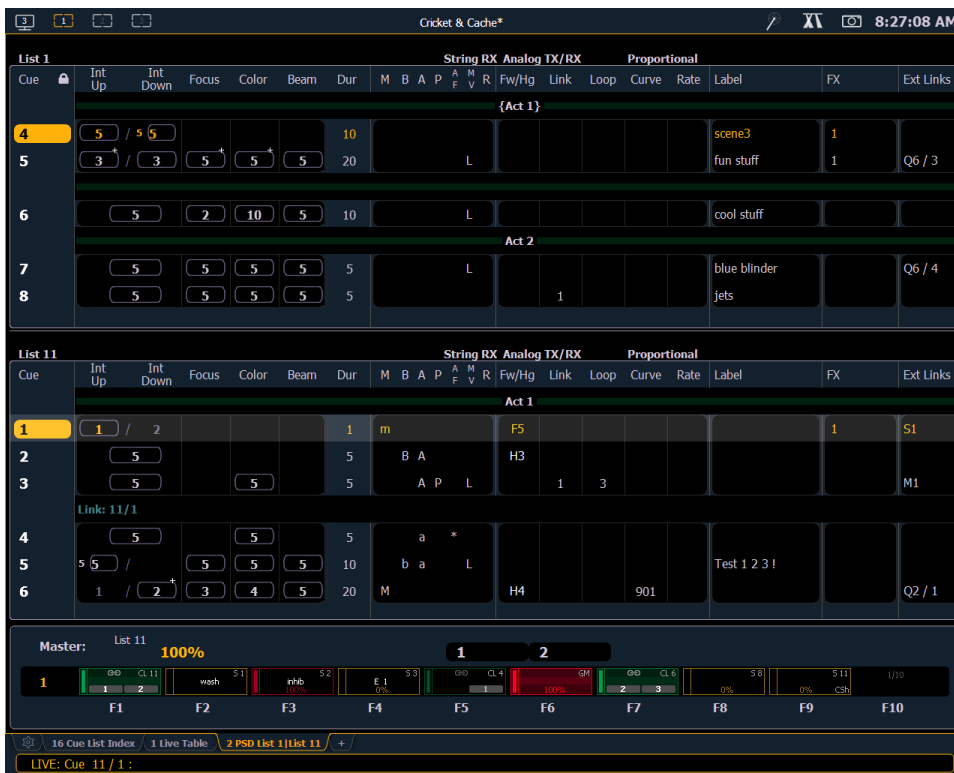 3 1 2 Cricket & Cache* 8:27:08 AM
List 1 String RX Analog TX/RX Proportional
Cue Int Up Int Down Focus Color Beam Dur M B A P AF MV R Fw/Hg Link Loop Curve Rate Label FX Ext Links
{Act 1}
4 5 / 5 5 10 scene3 1
5 3+ / 3 5+ 5+ 5 20 L fun stuff 1 Q6 / 3
6 5 2 10 5 10 L cool stuff
Act 2
7 5 5 5 5 5 L blue blinder Q6 / 4
8 5 5 5 5 5 1 jets
List 11 String RX Analog TX/RX Proportional
Cue Int Up Int Down Focus Color Beam Dur M B A P AF MV R Fw/Hg Link Loop Curve Rate Label FX Ext Links
Act 1
1 1 / 2 1 m F5 1 S1
2 5 5 B A H3
3 5 5 5 A P L 1 3 M1
Link: 11/1
4 5 5 5 a *
5 5 5 / 5 5 5 10 b a L Test 1 2 3 !
6 1 / 2+ 3 4 5 20 M H4 901 Q2 / 1
Master: List 11 100% 1 2
1 CL 11 1 2 wash S 1 inhib S 2 100% E 1 S 3 0% CL 4 1 GM 100% CL 6 2 3 S 8 0% S 11 0% CSh 1/10
F1 F2 F3 F4 F5 F6 F7 F8 F9 F10
16 Cue List Index 1 Live Table 2 PSD List 1|List 11 +
LIVE: Cue 11 / 1 :